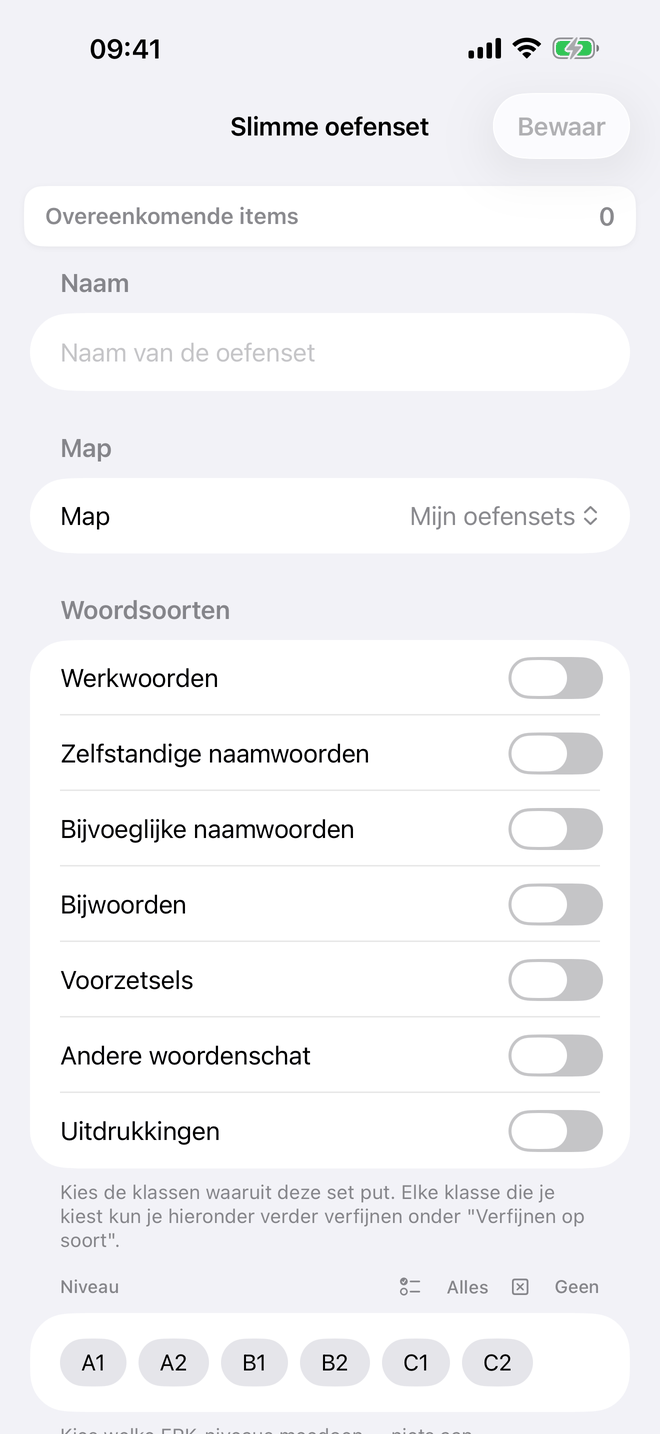 09:41
Slimme oefenset
Bewaar
Overeenkomende items 0
Naam
Naam van de oefenset
Map
Map Mijn oefensets
Woordsoorten
Werkwoorden
Zelfstandige naamwoorden
Bijvoeglijke naamwoorden
Bijwoorden
Voorzetsels
Andere woordenschat
Uitdrukkingen
Kies de klassen waaruit deze set put. Elke klasse die je
kiest kun je hieronder verder verfijnen onder "Verfijnen op
soort".
Niveau Alles Geen
A1 A2 B1 B2 C1 C2